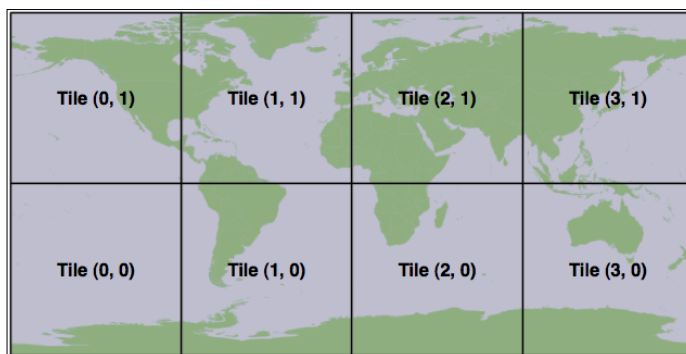 Tile (0, 1) Tile (1, 1) Tile (2, 1) Tile (3, 1)
Tile (0, 0) Tile (1, 0) Tile (2, 0) Tile (3, 0)